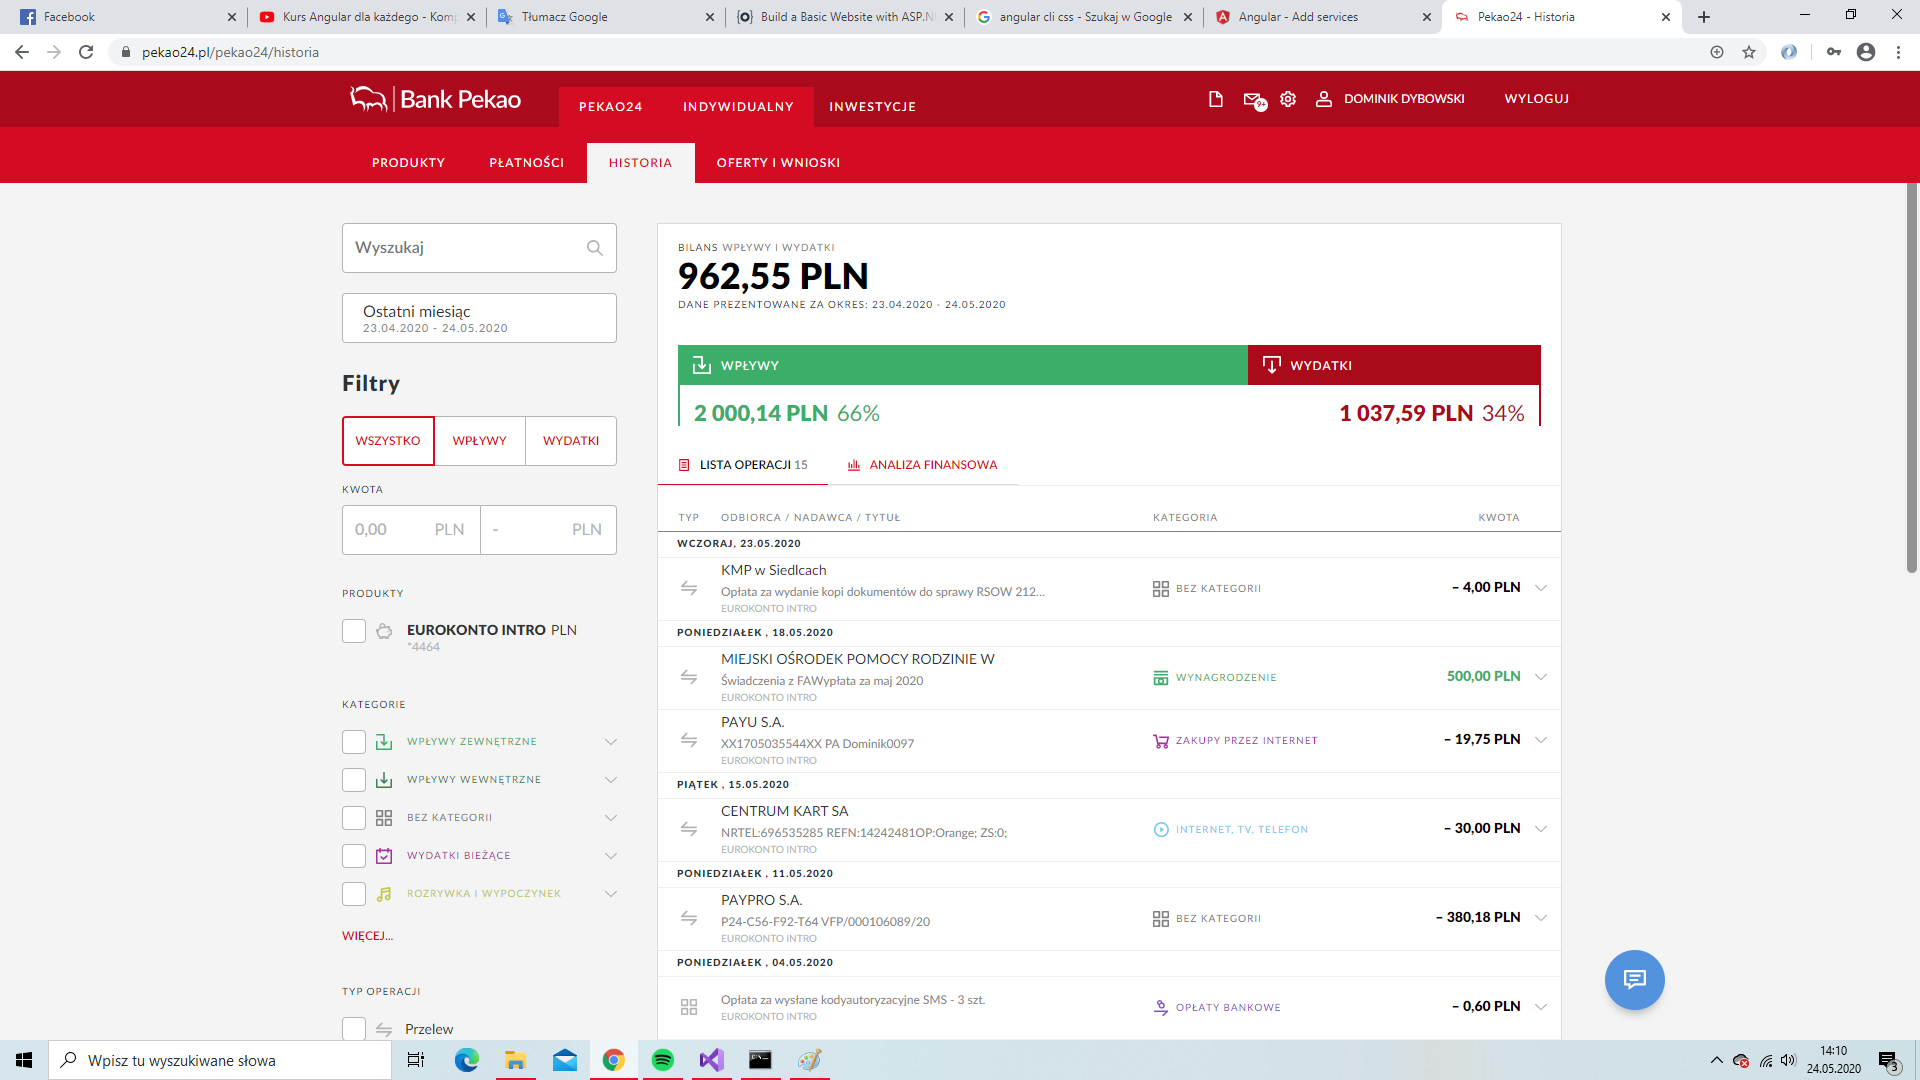 Facebook
Kurs Angular dla każdego - Komp
Tłumacz Google
Build a Basic Website with ASP.N
angular cli css - Szukaj w Google
Angular - Add services
Pekao24 - Historia
pekao24.pl/pekao24/historia
Bank Pekao
PEKAO24
INDYWIDUALNY
INWESTYCJE
9+
DOMINIK DYBOWSKI
WYLOGUJ
PRODUKTY
PŁATNOŚCI
HISTORIA
OFERTY I WNIOSKI
Wyszukaj
Ostatni miesiąc
23.04.2020 - 24.05.2020
Filtry
WSZYSTKO
WPŁYWY
WYDATKI
KWOTA
0,00 PLN
- PLN
PRODUKTY
EUROKONTO INTRO PLN
*4464
KATEGORIE
WPŁYWY ZEWNĘTRZNE
WPŁYWY WEWNĘTRZNE
BEZ KATEGORII
WYDATKI BIEŻĄCE
ROZRYWKA I WYPOCZYNEK
WIĘCEJ...
TYP OPERACJI
Przelew
BILANS WPŁYWY I WYDATKI
962,55 PLN
DANE PREZENTOWANE ZA OKRES: 23.04.2020 - 24.05.2020
WPŁYWY
WYDATKI
2 000,14 PLN 66%
1 037,59 PLN 34%
LISTA OPERACJI 15
ANALIZA FINANSOWA
TYP ODBIORCA / NADAWCA / TYTUŁ KATEGORIA KWOTA
WCZORAJ, 23.05.2020
KMP w Siedlcach
Opłata za wydanie kopi dokumentów do sprawy RSOW 212...
EUROKONTO INTRO
BEZ KATEGORII
– 4,00 PLN
PONIEDZIAŁEK , 18.05.2020
MIEJSKI OŚRODEK POMOCY RODZINIE W
Świadczenia z FAWypłata za maj 2020
EUROKONTO INTRO
WYNAGRODZENIE
500,00 PLN
PAYU S.A.
XX1705035544XX PA Dominik0097
EUROKONTO INTRO
ZAKUPY PRZEZ INTERNET
– 19,75 PLN
PIĄTEK , 15.05.2020
CENTRUM KART SA
NRTEL:696535285 REFN:14242481OP:Orange; ZS:0;
EUROKONTO INTRO
INTERNET, TV, TELEFON
– 30,00 PLN
PONIEDZIAŁEK , 11.05.2020
PAYPRO S.A.
P24-C56-F92-T64 VFP/000106089/20
EUROKONTO INTRO
BEZ KATEGORII
– 380,18 PLN
PONIEDZIAŁEK , 04.05.2020
Opłata za wysłane kodyautoryzacyjne SMS - 3 szt.
EUROKONTO INTRO
OPŁATY BANKOWE
– 0,60 PLN
Wpisz tu wyszukiwane słowa
14:10
24.05.2020
3